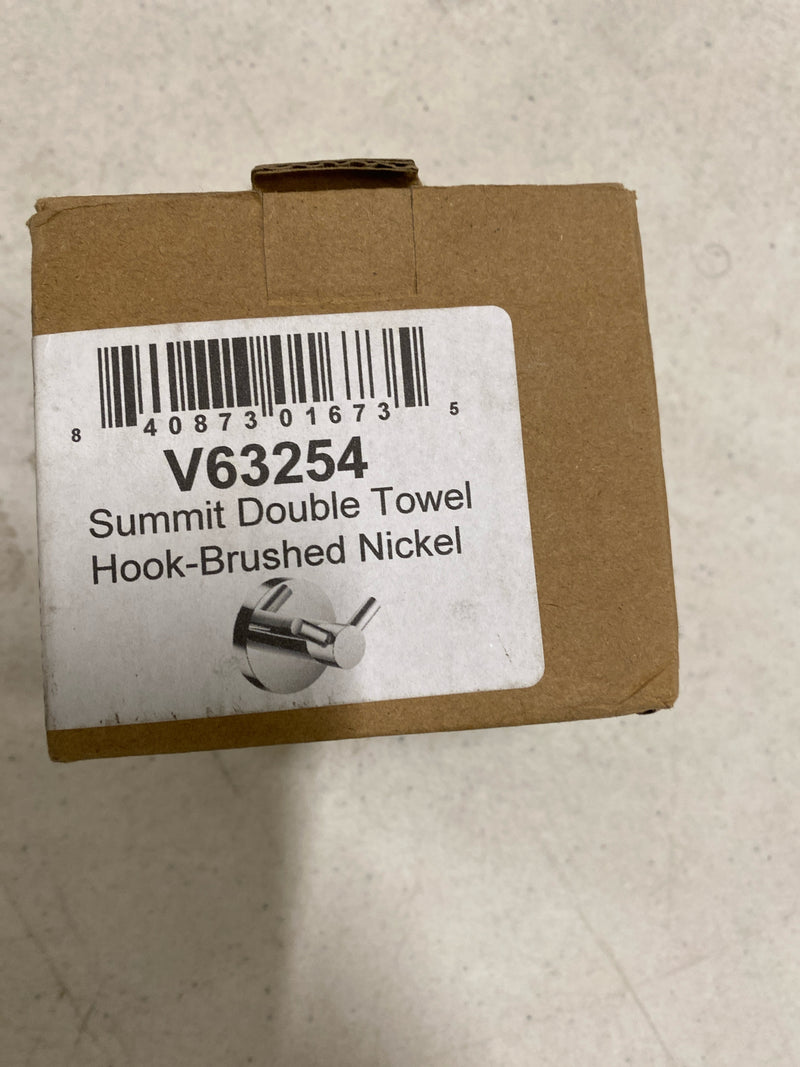 8 40873 01673 5
V63254
Summit Double Towel
Hook-Brushed Nickel